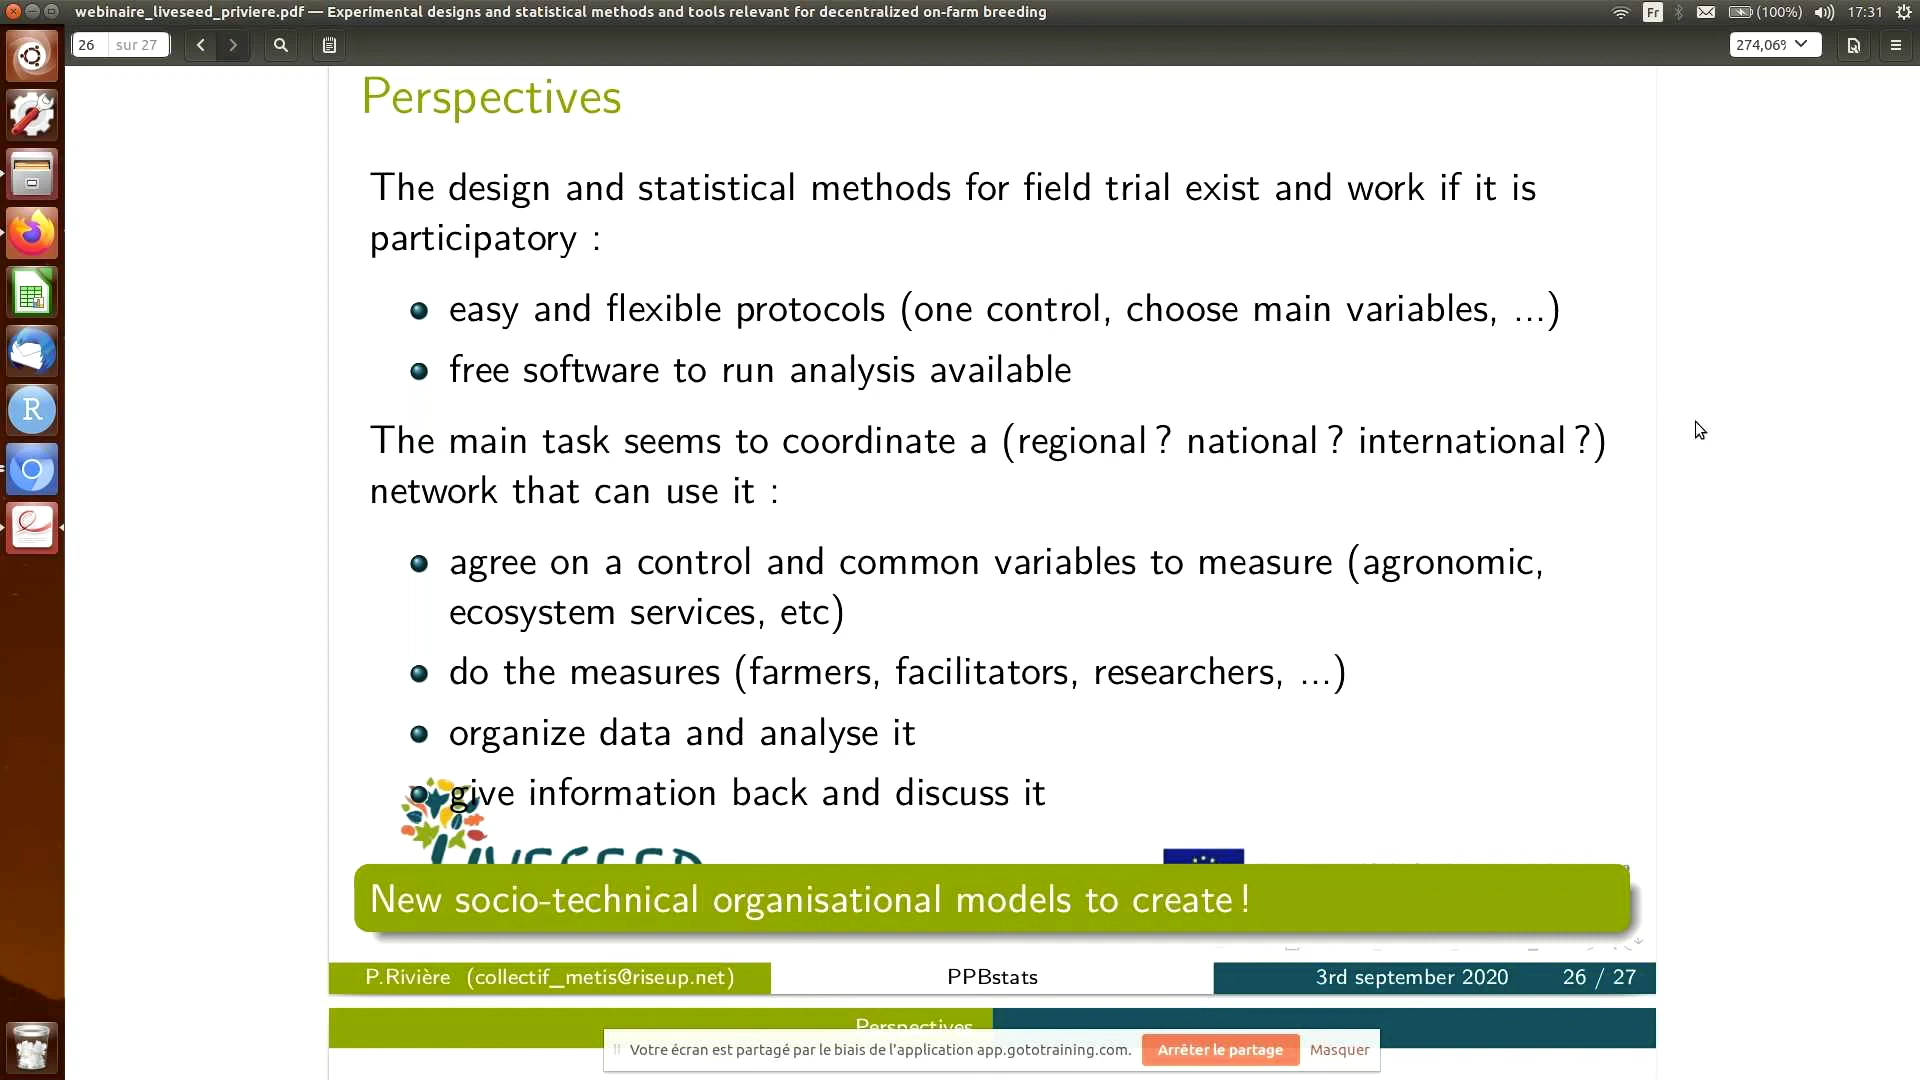 webinaire_liveseed_priviere.pdf — Experimental designs and statistical methods and tools relevant for decentralized on-farm breeding
Fr
(100%)
17:31
26
sur 27
274,06%
Perspectives
The design and statistical methods for field trial exist and work if it is
participatory :
easy and flexible protocols (one control, choose main variables, ...)
free software to run analysis available
The main task seems to coordinate a (regional ? national ? international ?)
network that can use it :
agree on a control and common variables to measure (agronomic,
ecosystem services, etc)
do the measures (farmers, facilitators, researchers, ...)
organize data and analyse it
give information back and discuss it
LIVESEED
New socio-technical organisational models to create !
P.Rivière (collectif_metis@riseup.net)
PPBstats
3rd september 2020
26 / 27
Perspectives
Votre écran est partagé par le biais de l'application app.gototraining.com.
Arrêter le partage
Masquer
R